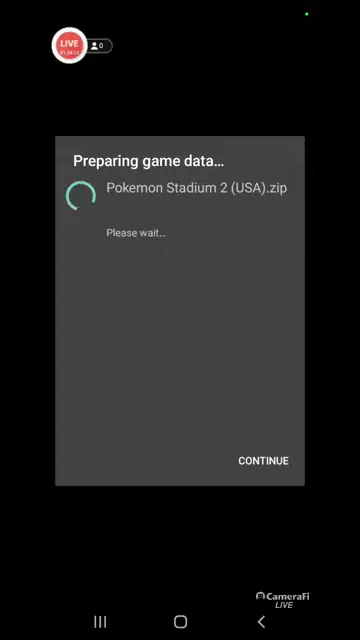 LIVE
0
Preparing game data...
Pokemon Stadium 2 (USA).zip
Please wait...
CONTINUE
CameraFi
LIVE